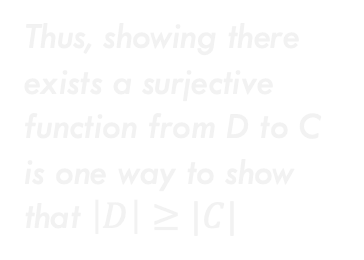 Thus, showing there
exists a surjective
function from D to C
is one way to show
that |D| ≥ |C|